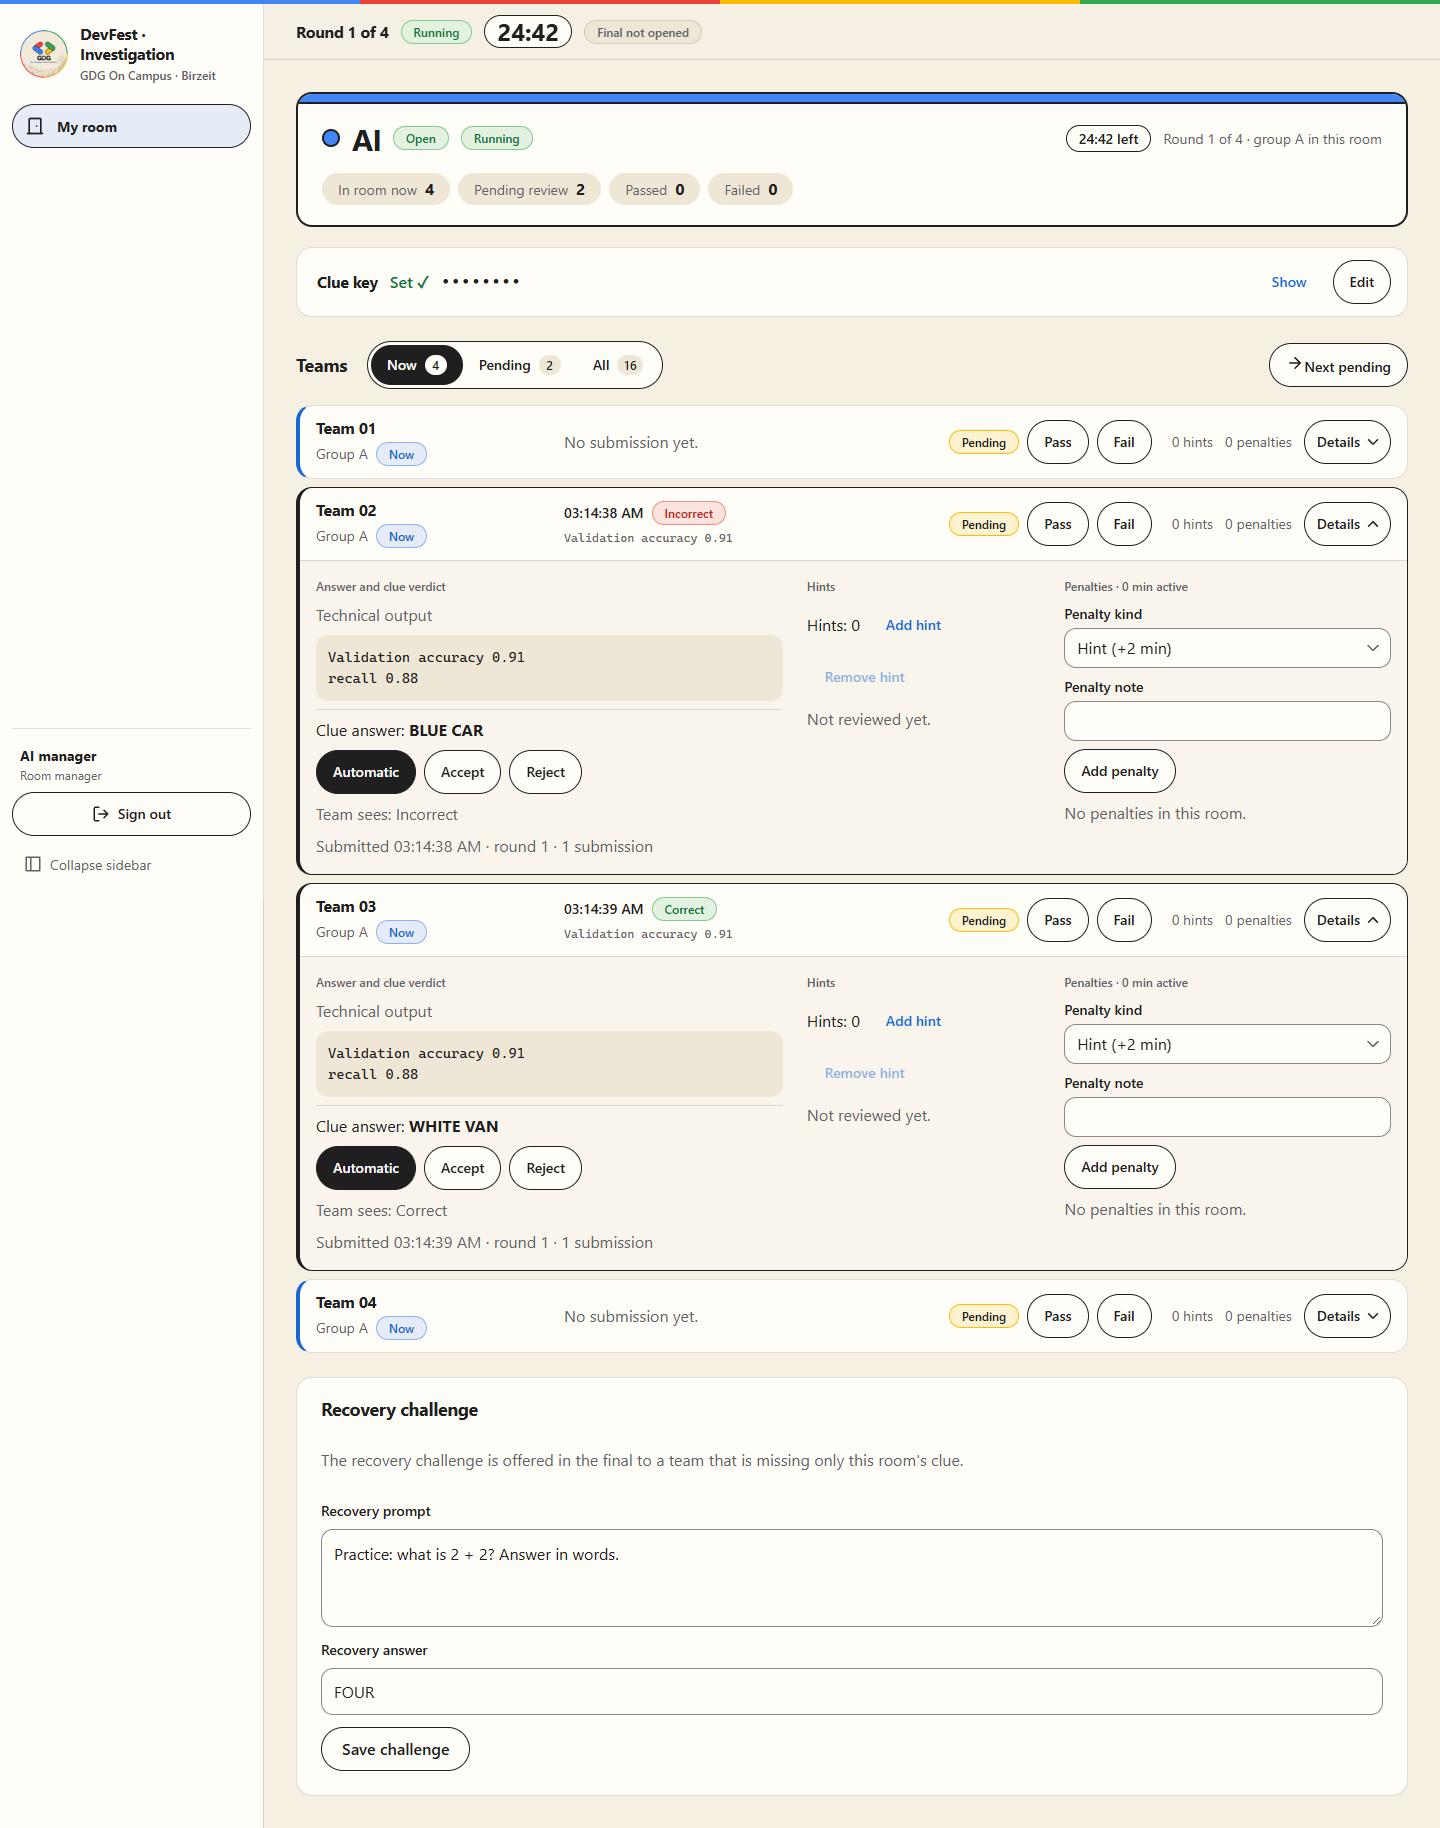 DevFest ·
Investigation
GDG On Campus · Birzeit
My room
AI manager
Room manager
Sign out
Collapse sidebar
Round 1 of 4 Running 24:42 Final not opened
AI Open Running 24:42 left Round 1 of 4 · group A in this room
In room now 4 Pending review 2 Passed 0 Failed 0
Clue key Set ✓ •••••••• Show Edit
Teams Now 4 Pending 2 All 16 → Next pending
Team 01
Group A Now
No submission yet.
Pending Pass Fail 0 hints 0 penalties Details
Team 02
Group A Now
03:14:38 AM Incorrect
Validation accuracy 0.91
Pending Pass Fail 0 hints 0 penalties Details
Answer and clue verdict
Technical output
Validation accuracy 0.91
recall 0.88
Clue answer: BLUE CAR
Automatic Accept Reject
Team sees: Incorrect
Submitted 03:14:38 AM · round 1 · 1 submission
Hints
Hints: 0 Add hint
Remove hint
Not reviewed yet.
Penalties · 0 min active
Penalty kind
Hint (+2 min)
Penalty note
Add penalty
No penalties in this room.
Team 03
Group A Now
03:14:39 AM Correct
Validation accuracy 0.91
Pending Pass Fail 0 hints 0 penalties Details
Answer and clue verdict
Technical output
Validation accuracy 0.91
recall 0.88
Clue answer: WHITE VAN
Automatic Accept Reject
Team sees: Correct
Submitted 03:14:39 AM · round 1 · 1 submission
Hints
Hints: 0 Add hint
Remove hint
Not reviewed yet.
Penalties · 0 min active
Penalty kind
Hint (+2 min)
Penalty note
Add penalty
No penalties in this room.
Team 04
Group A Now
No submission yet.
Pending Pass Fail 0 hints 0 penalties Details
Recovery challenge
The recovery challenge is offered in the final to a team that is missing only this room's clue.
Recovery prompt
Practice: what is 2 + 2? Answer in words.
Recovery answer
FOUR
Save challenge